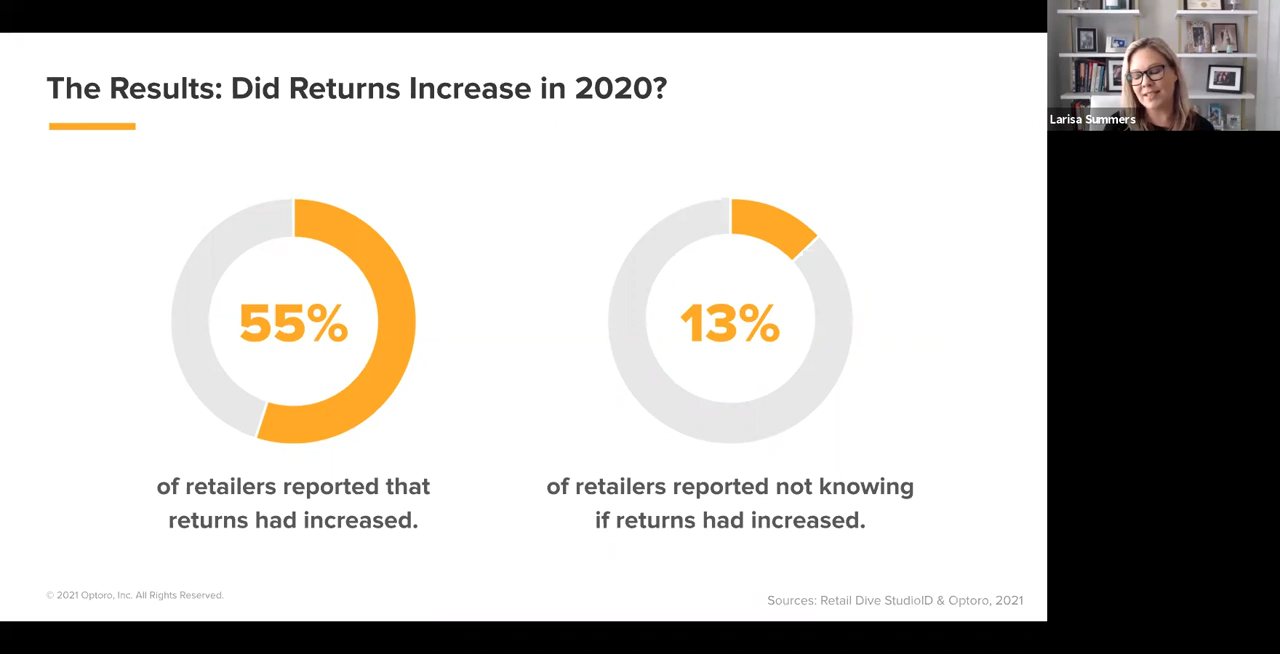 The Results: Did Returns Increase in 2020?
Larisa Summers
55%
13%
of retailers reported that
returns had increased.
of retailers reported not knowing
if returns had increased.
© 2021 Optoro, Inc. All Rights Reserved.
Sources: Retail Dive StudioID & Optoro, 2021